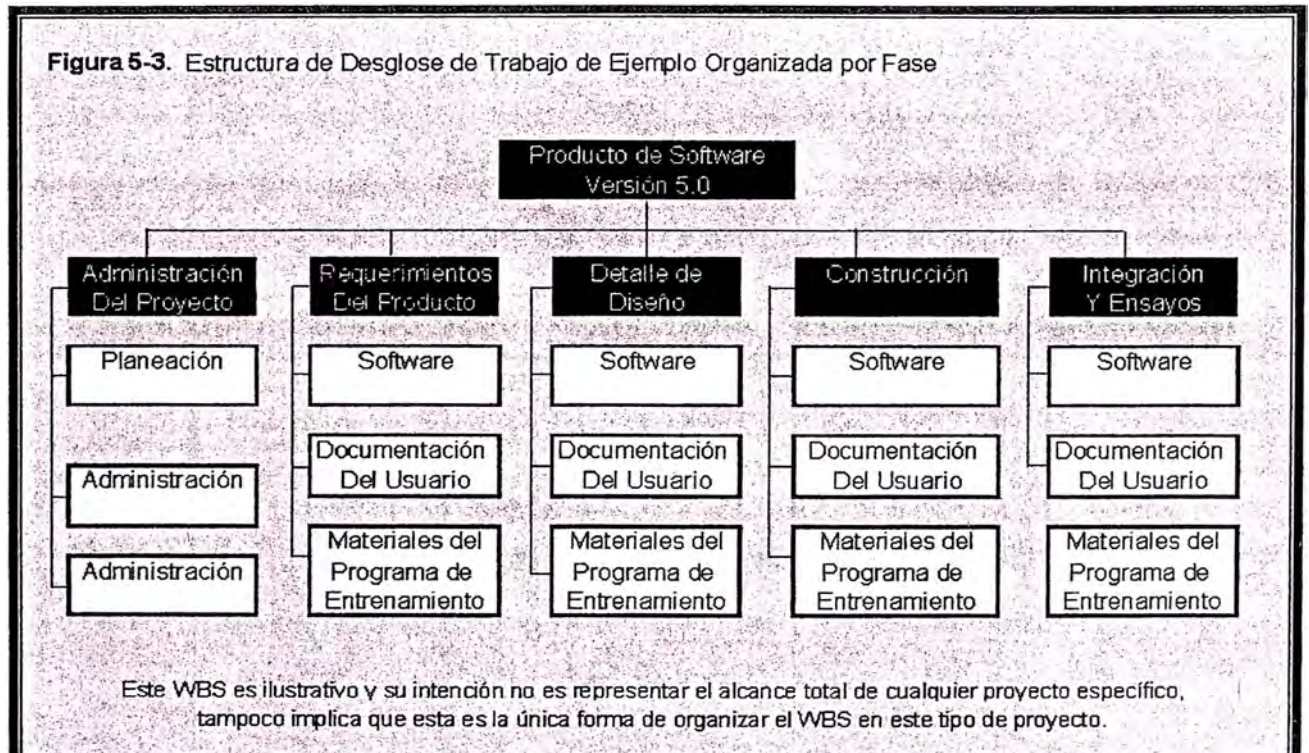 Figura 5-3. Estructura de Desglose de Trabajo de Ejemplo Organizada por Fase
Producto de Software
Versión 5.0
Administración
Del Proyecto
Requerimientos
Del Producto
Detalle de
Diseño
Construcción
Integración
Y Ensayos
Planeación
Software
Software
Software
Software
Administración
Documentación
Del Usuario
Documentación
Del Usuario
Documentación
Del Usuario
Documentación
Del Usuario
Administración
Materiales del
Programa de
Entrenamiento
Materiales del
Programa de
Entrenamiento
Materiales del
Programa de
Entrenamiento
Materiales del
Programa de
Entrenamiento
Este WBS es ilustrativo y su intención no es representar el alcance total de cualquier proyecto específico,
tampoco implica que esta es la única forma de organizar el WBS en este tipo de proyecto.